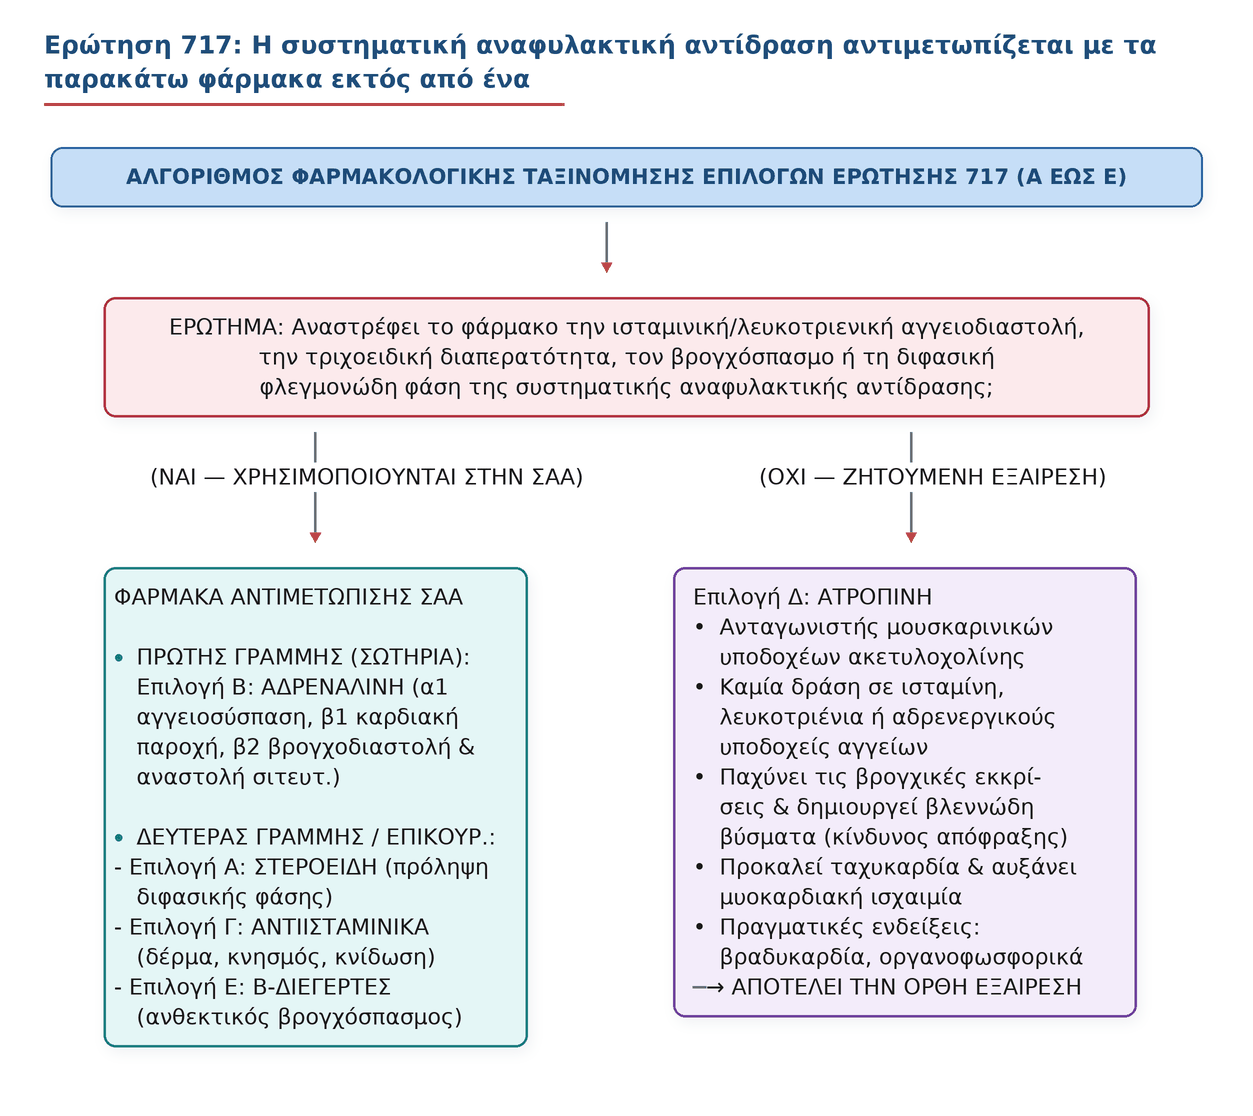 Ερώτηση 717: Η συστηματική αναφυλακτική αντίδραση αντιμετωπίζεται με τα
παρακάτω φάρμακα εκτός από ένα
ΑΛΓΟΡΙΘΜΟΣ ΦΑΡΜΑΚΟΛΟΓΙΚΗΣ ΤΑΞΙΝΟΜΗΣΗΣ ΕΠΙΛΟΓΩΝ ΕΡΩΤΗΣΗΣ 717 (Α ΕΩΣ Ε)
ΕΡΩΤΗΜΑ: Αναστρέφει το φάρμακο την ισταμινική/λευκοτριενική αγγειοδιαστολή,
την τριχοειδική διαπερατότητα, τον βρογχόσπασμο ή τη διφασική
φλεγμονώδη φάση της συστηματικής αναφυλακτικής αντίδρασης;
(ΝΑΙ — ΧΡΗΣΙΜΟΠΟΙΟΥΝΤΑΙ ΣΤΗΝ ΣΑΑ)
(ΟΧΙ — ΖΗΤΟΥΜΕΝΗ ΕΞΑΙΡΕΣΗ)
ΦΑΡΜΑΚΑ ΑΝΤΙΜΕΤΩΠΙΣΗΣ ΣΑΑ
• ΠΡΩΤΗΣ ΓΡΑΜΜΗΣ (ΣΩΤΗΡΙΑ):
Επιλογή Β: ΑΔΡΕΝΑΛΙΝΗ (α1
αγγειοσύσπαση, β1 καρδιακή
παροχή, β2 βρογχοδιαστολή &
αναστολή σιτευτ.)
• ΔΕΥΤΕΡΑΣ ΓΡΑΜΜΗΣ / ΕΠΙΚΟΥΡ.:
- Επιλογή Α: ΣΤΕΡΟΕΙΔΗ (πρόληψη
διφασικής φάσης)
- Επιλογή Γ: ΑΝΤΙΙΣΤΑΜΙΝΙΚΑ
(δέρμα, κνησμός, κνίδωση)
- Επιλογή Ε: Β-ΔΙΕΓΕΡΤΕΣ
(ανθεκτικός βρογχόσπασμος)
Επιλογή Δ: ΑΤΡΟΠΙΝΗ
• Ανταγωνιστής μουσκαρινικών
υποδοχέων ακετυλοχολίνης
• Καμία δράση σε ισταμίνη,
λευκοτριένια ή αδρενεργικούς
υποδοχείς αγγείων
• Παχύνει τις βρογχικές εκκρί-
σεις & δημιουργεί βλεννώδη
βύσματα (κίνδυνος απόφραξης)
• Προκαλεί ταχυκαρδία & αυξάνει
μυοκαρδιακή ισχαιμία
• Πραγματικές ενδείξεις:
βραδυκαρδία, οργανοφωσφορικά
—→ ΑΠΟΤΕΛΕΙ ΤΗΝ ΟΡΘΗ ΕΞΑΙΡΕΣΗ